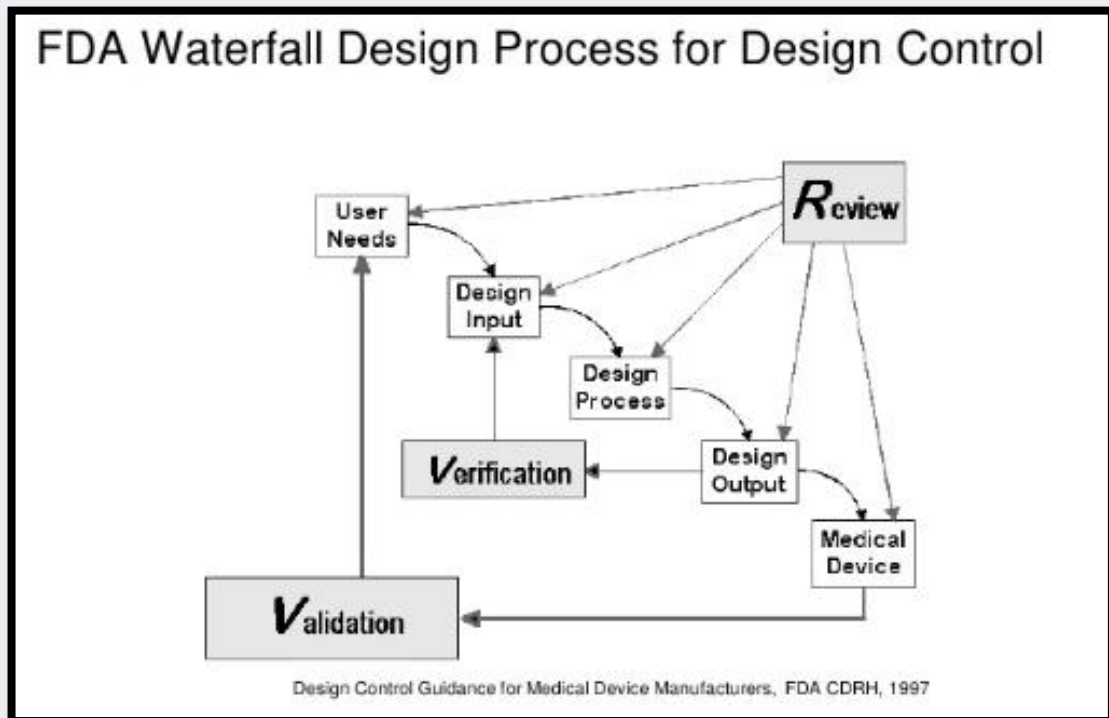 FDA Waterfall Design Process for Design Control
Review
User
Needs
Design
Input
Design
Process
Verification
Design
Output
Medical
Device
Validation
Design Control Guidance for Medical Device Manufacturers, FDA CDRH, 1997